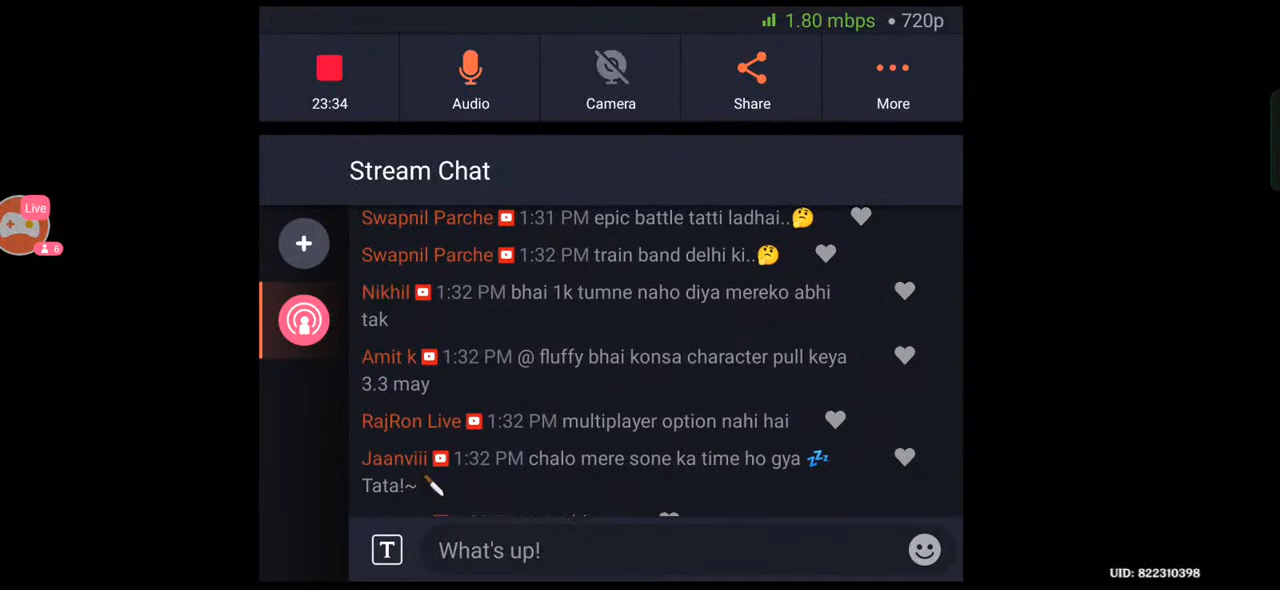 1.80 mbps • 720p
23:34
Audio
Camera
Share
More
Stream Chat
Live
6
Swapnil Parche 1:31 PM epic battle tatti ladhai..🤔
Swapnil Parche 1:32 PM train band delhi ki..🤔
Nikhil 1:32 PM bhai 1k tumne naho diya mereko abhi
tak
Amit k 1:32 PM @ fluffy bhai konsa character pull keya
3.3 may
RajRon Live 1:32 PM multiplayer option nahi hai
Jaanviii 1:32 PM chalo mere sone ka time ho gya 💤
Tata!~ 🔪
T What's up!
UID: 822310398